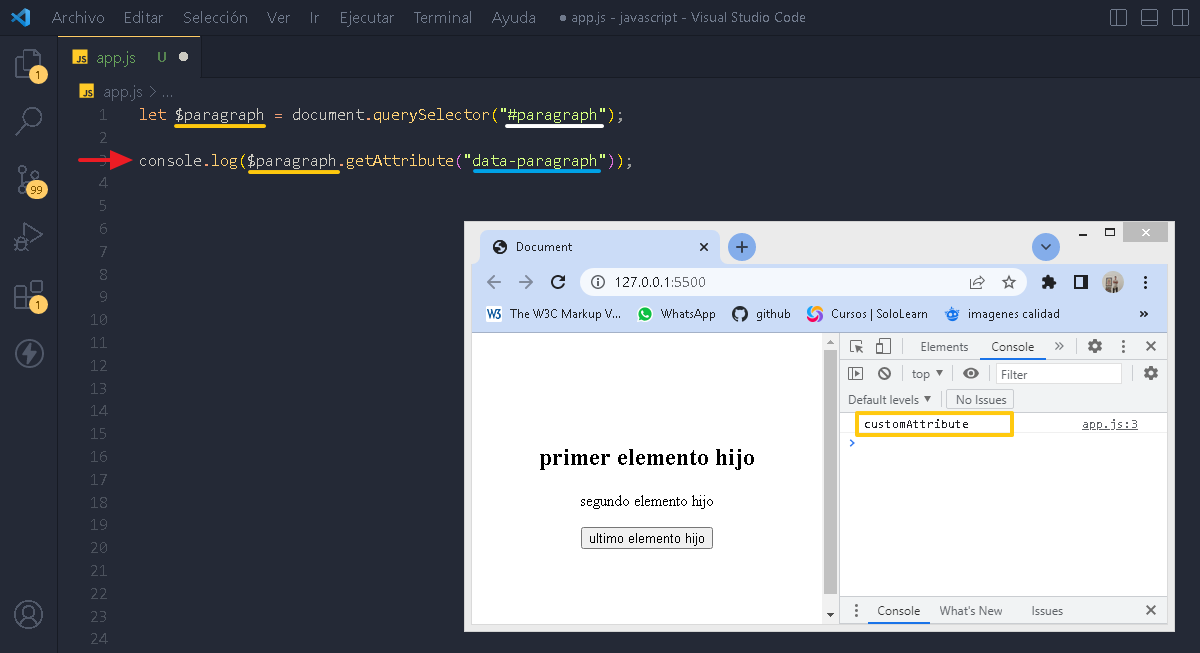 Archivo Editar Selección Ver Ir Ejecutar Terminal Ayuda ● app.js - javascript - Visual Studio Code
JS app.js U ●
1
JS app.js > ...
1 let $paragraph = document.querySelector("#paragraph");
2
3 console.log($paragraph.getAttribute("data-paragraph"));
4
99
5
6
7
8
9
1
10
11
12
13
14
15
16
17
18
19
20
21
22
23
24
Document
127.0.0.1:5500
W3 The W3C Markup V... WhatsApp github Cursos | SoloLearn imagenes calidad »
Elements Console »
top ▼ Filter
Default levels ▼ No Issues
customAttribute app.js:3
>
primer elemento hijo
segundo elemento hijo
ultimo elemento hijo
Console What's New Issues